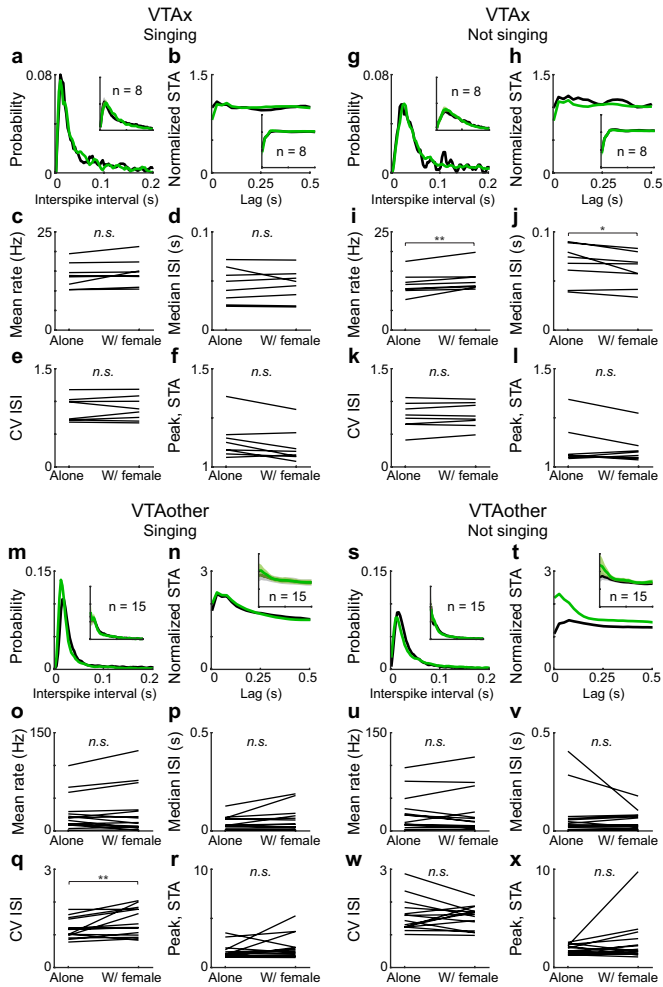 VTAx
Singing
VTAx
Not singing
a
0.08
Probability
n = 8
0
0
0.1
0.2
Interspike interval (s)
b
1.5
Normalized STA
n = 8
0
0
0.25
0.5
Lag (s)
g
0.08
Probability
n = 8
0
0
0.1
0.2
Interspike interval (s)
h
1.5
Normalized STA
n = 8
0
0
0.25
0.5
Lag (s)
c
25
Mean rate (Hz)
n.s.
0
Alone
W/ female
d
0.1
Median ISI (s)
n.s.
0
Alone
W/ female
i
25
Mean rate (Hz)
**
0
Alone
W/ female
j
0.1
Median ISI (s)
*
0
Alone
W/ female
e
1.5
CV ISI
n.s.
0
Alone
W/ female
f
1.5
Peak, STA
n.s.
1
Alone
W/ female
k
1.5
CV ISI
n.s.
0
Alone
W/ female
l
1.5
Peak, STA
n.s.
1
Alone
W/ female
VTAother
Singing
VTAother
Not singing
m
0.15
Probability
n = 15
0
0
0.1
0.2
Interspike interval (s)
n
3
Normalized STA
n = 15
0
0
0.25
0.5
Lag (s)
s
0.15
Probability
n = 15
0
0
0.1
0.2
Interspike interval (s)
t
3
Normalized STA
n = 15
0
0
0.25
0.5
Lag (s)
o
150
Mean rate (Hz)
n.s.
0
Alone
W/ female
p
0.5
Median ISI (s)
n.s.
0
Alone
W/ female
u
150
Mean rate (Hz)
n.s.
0
Alone
W/ female
v
0.5
Median ISI (s)
n.s.
0
Alone
W/ female
q
3
CV ISI
**
0
Alone
W/ female
r
10
Peak, STA
n.s.
0
Alone
W/ female
w
3
CV ISI
n.s.
0
Alone
W/ female
x
10
Peak, STA
n.s.
0
Alone
W/ female